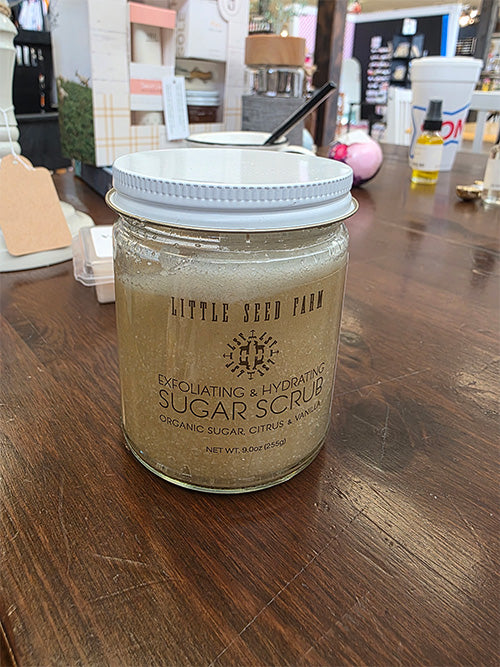 LITTLE SEED FARM
EXFOLIATING & HYDRATING
SUGAR SCRUB
ORGANIC SUGAR, CITRUS & VANILLA
NET WT. 9.0oz (255g)